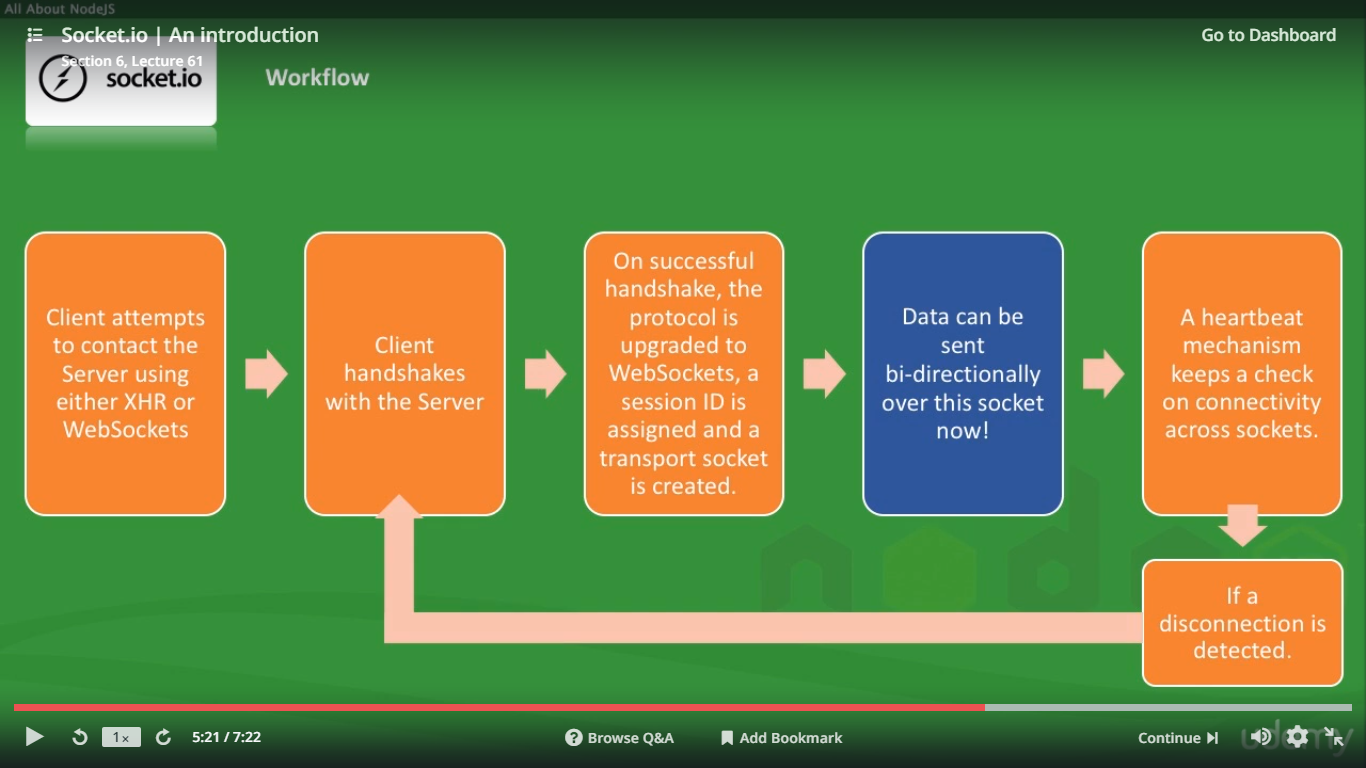 All About NodeJS
Socket.io | An introduction
Go to Dashboard
Section 6, Lecture 61
socket.io
Workflow
Client attempts
to contact the
Server using
either XHR or
WebSockets
Client
handshakes
with the Server
On successful
handshake, the
protocol is
upgraded to
WebSockets, a
session ID is
assigned and a
transport socket
is created.
Data can be
sent
bi-directionally
over this socket
now!
A heartbeat
mechanism
keeps a check
on connectivity
across sockets.
If a
disconnection is
detected.
node
1x
5:21 / 7:22
? Browse Q&A
Add Bookmark
Continue
udemy